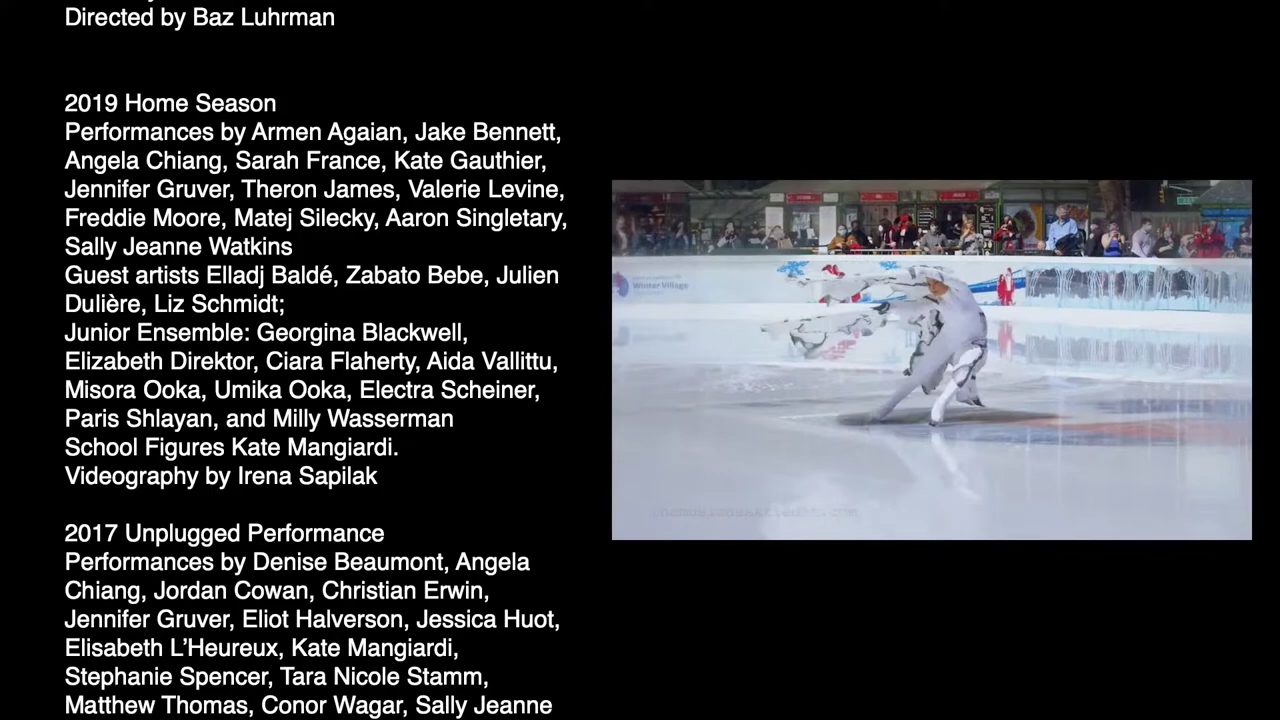 Directed by Baz Luhrman
2019 Home Season
Performances by Armen Agaian, Jake Bennett,
Angela Chiang, Sarah France, Kate Gauthier,
Jennifer Gruver, Theron James, Valerie Levine,
Freddie Moore, Matej Silecky, Aaron Singletary,
Sally Jeanne Watkins
Guest artists Elladj Baldé, Zabato Bebe, Julien
Dulière, Liz Schmidt;
Junior Ensemble: Georgina Blackwell,
Elizabeth Direktor, Ciara Flaherty, Aida Vallittu,
Misora Ooka, Umika Ooka, Electra Scheiner,
Paris Shlayan, and Milly Wasserman
School Figures Kate Mangiardi.
Videography by Irena Sapilak
2017 Unplugged Performance
Performances by Denise Beaumont, Angela
Chiang, Jordan Cowan, Christian Erwin,
Jennifer Gruver, Eliot Halverson, Jessica Huot,
Elisabeth L’Heureux, Kate Mangiardi,
Stephanie Spencer, Tara Nicole Stamm,
Matthew Thomas, Conor Wagar, Sally Jeanne
Winter Village